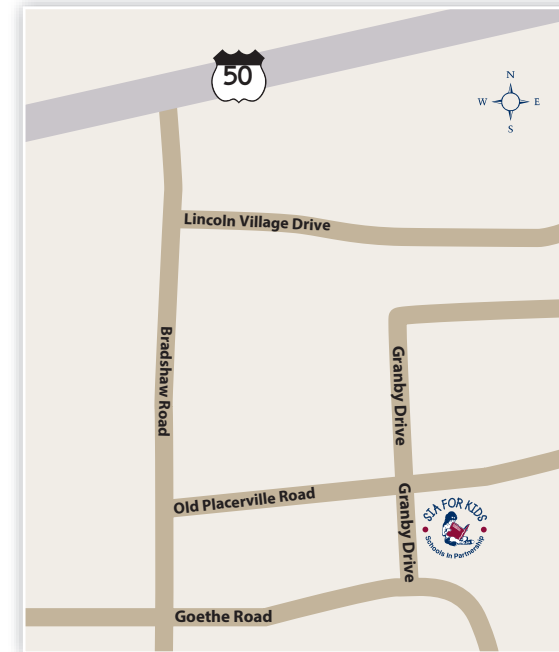 50
N
W E
S
Lincoln Village Drive
Bradshaw Road
Granby Drive
Old Placerville Road
Granby Drive
SIA FOR KIDS
Schools In Partnership
Goethe Road